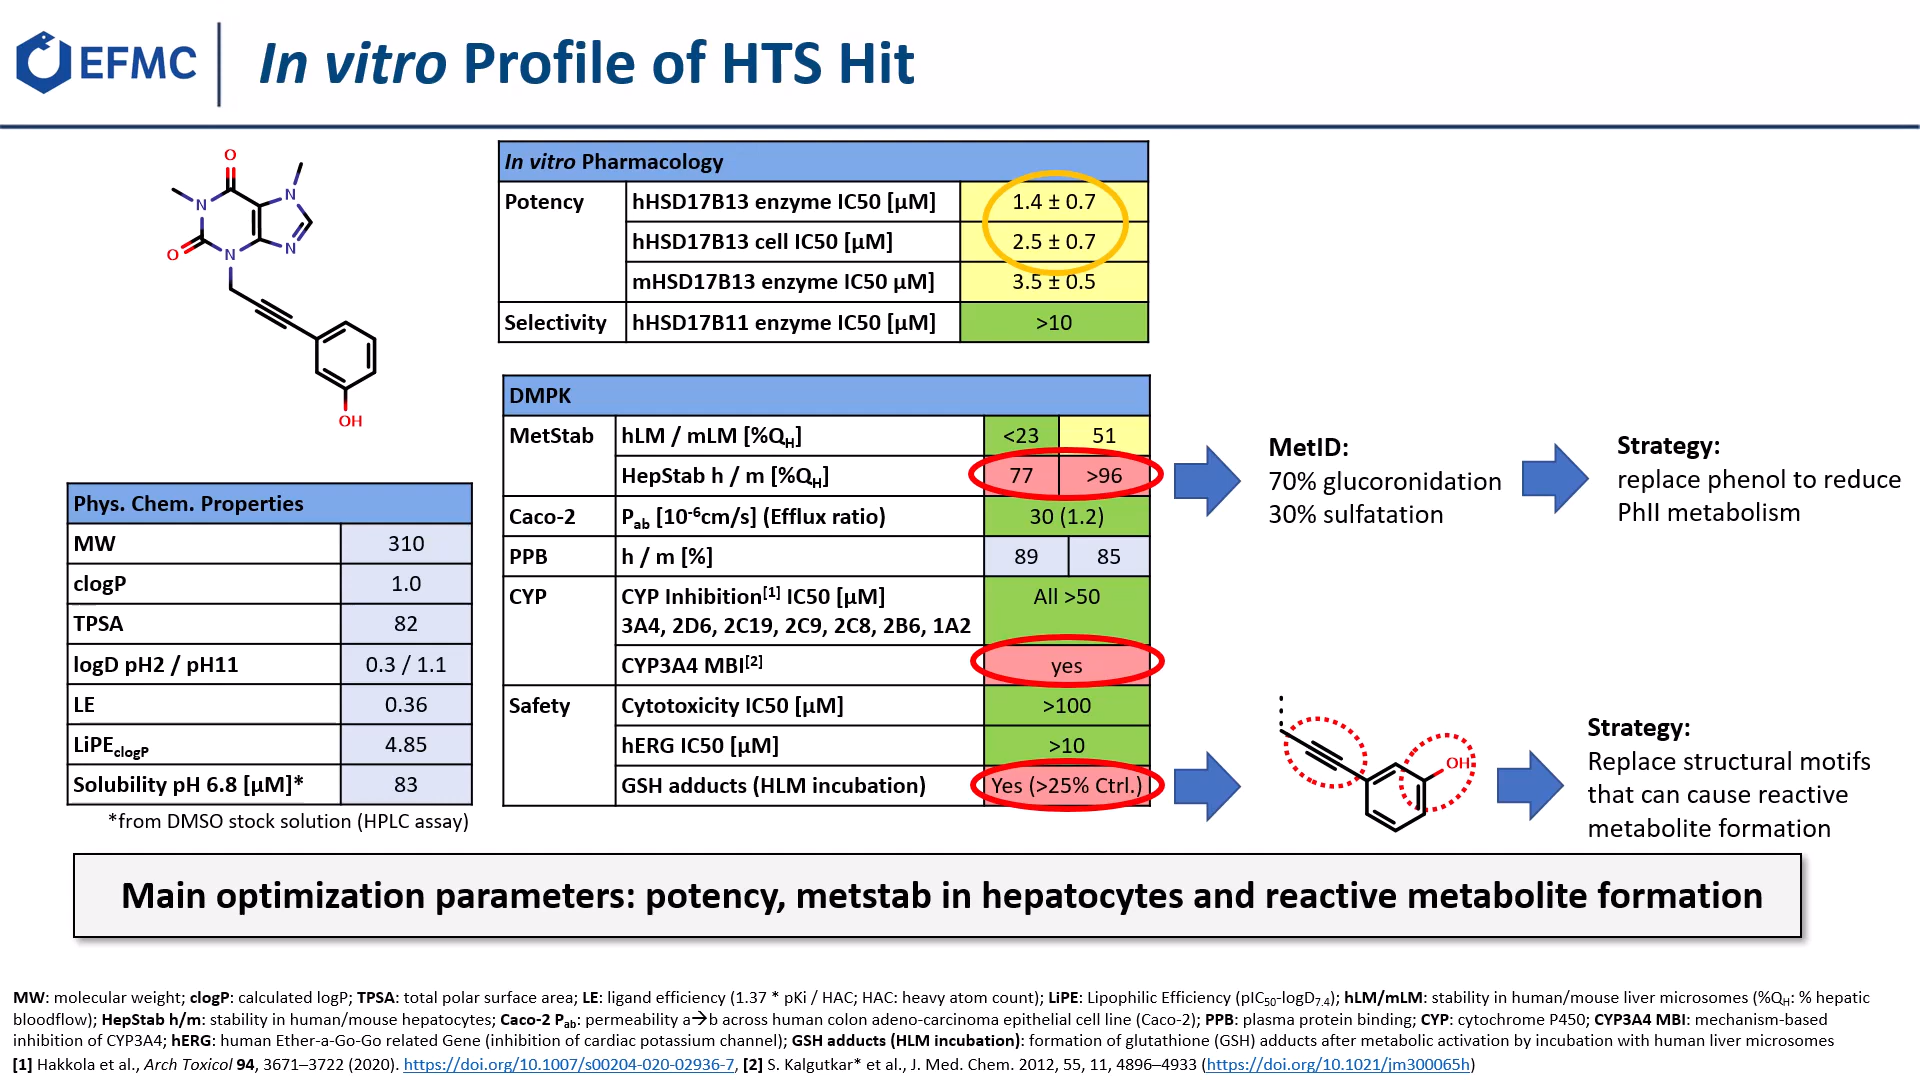 EFMC
In vitro Profile of HTS Hit
O
N
N
O
N
N
OH
In vitro Pharmacology
Potency
hHSD17B13 enzyme IC50 [µM]
1.4 ± 0.7
hHSD17B13 cell IC50 [µM]
2.5 ± 0.7
mHSD17B13 enzyme IC50 µM]
3.5 ± 0.5
Selectivity
hHSD17B11 enzyme IC50 [µM]
>10
Phys. Chem. Properties
MW 310
clogP 1.0
TPSA 82
logD pH2 / pH11 0.3 / 1.1
LE 0.36
LiPEclogP 4.85
Solubility pH 6.8 [µM]* 83
*from DMSO stock solution (HPLC assay)
DMPK
MetStab hLM / mLM [%QH] <23 51
HepStab h / m [%QH] 77 >96
Caco-2 Pab [10-6cm/s] (Efflux ratio) 30 (1.2)
PPB h / m [%] 89 85
CYP CYP Inhibition[1] IC50 [µM] All >50
3A4, 2D6, 2C19, 2C9, 2C8, 2B6, 1A2
CYP3A4 MBI[2] yes
Safety Cytotoxicity IC50 [µM] >100
hERG IC50 [µM] >10
GSH adducts (HLM incubation) Yes (>25% Ctrl.)
MetID:
70% glucoronidation
30% sulfatation
Strategy:
replace phenol to reduce
PhII metabolism
OH
Strategy:
Replace structural motifs
that can cause reactive
metabolite formation
Main optimization parameters: potency, metstab in hepatocytes and reactive metabolite formation
MW: molecular weight; clogP: calculated logP; TPSA: total polar surface area; LE: ligand efficiency (1.37 * pKi / HAC; HAC: heavy atom count); LiPE: Lipophilic Efficiency (pIC50-logD7.4); hLM/mLM: stability in human/mouse liver microsomes (%QH: % hepatic
bloodflow); HepStab h/m: stability in human/mouse hepatocytes; Caco-2 Pab: permeability a→b across human colon adeno-carcinoma epithelial cell line (Caco-2); PPB: plasma protein binding; CYP: cytochrome P450; CYP3A4 MBI: mechanism-based
inhibition of CYP3A4; hERG: human Ether-a-Go-Go related Gene (inhibition of cardiac potassium channel); GSH adducts (HLM incubation): formation of glutathione (GSH) adducts after metabolic activation by incubation with human liver microsomes
[1] Hakkola et al., Arch Toxicol 94, 3671–3722 (2020). https://doi.org/10.1007/s00204-020-02936-7, [2] S. Kalgutkar* et al., J. Med. Chem. 2012, 55, 11, 4896–4933 (https://doi.org/10.1021/jm300065h)